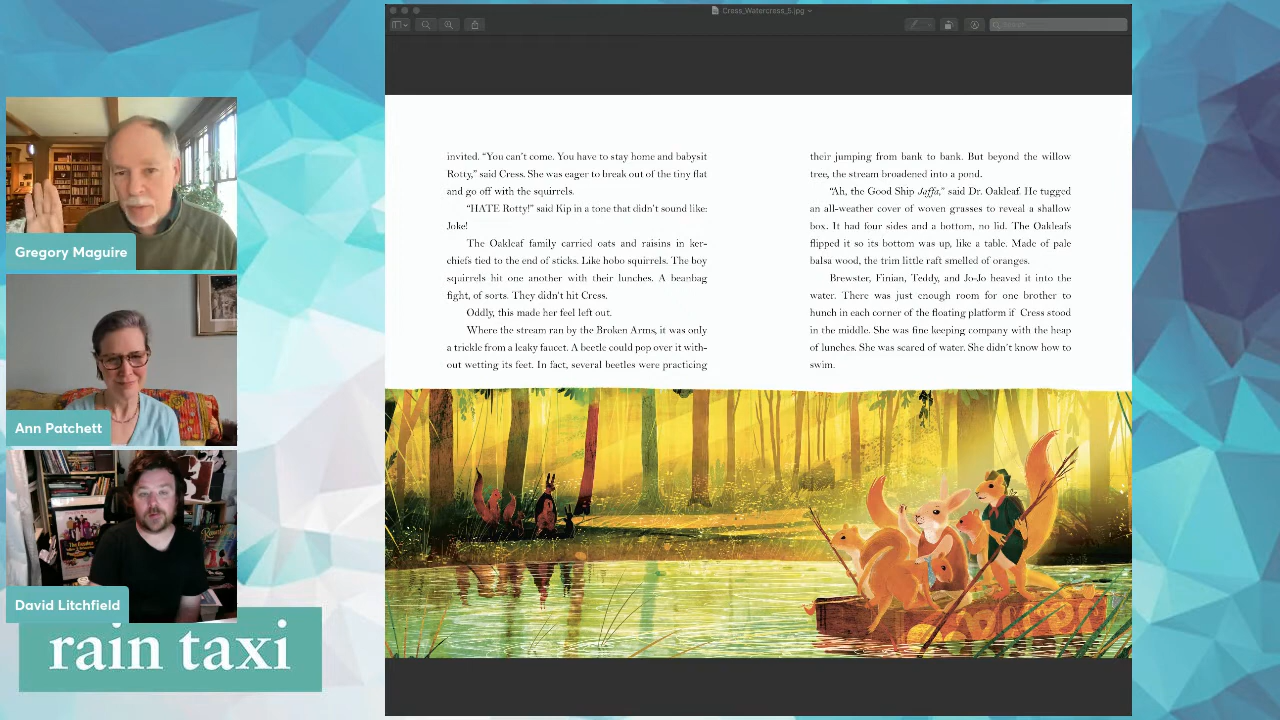 Cress_Watercress_5.jpg
Search
invited. “You can’t come. You have to stay home and babysit
Rotty,” said Cress. She was eager to break out of the tiny flat
and go off with the squirrels.
“HATE Rotty!” said Kip in a tone that didn’t sound like:
Joke!
The Oakleaf family carried oats and raisins in ker-
chiefs tied to the end of sticks. Like hobo squirrels. The boy
squirrels hit one another with their lunches. A beanbag
fight, of sorts. They didn’t hit Cress.
Oddly, this made her feel left out.
Where the stream ran by the Broken Arms, it was only
a trickle from a leaky faucet. A beetle could pop over it with-
out wetting its feet. In fact, several beetles were practicing
their jumping from bank to bank. But beyond the willow
tree, the stream broadened into a pond.
“Ah, the Good Ship Jaffa,” said Dr. Oakleaf. He tugged
an all-weather cover of woven grasses to reveal a shallow
box. It had four sides and a bottom, no lid. The Oakleafs
flipped it so its bottom was up, like a table. Made of pale
balsa wood, the trim little raft smelled of oranges.
Brewster, Finian, Teddy, and Jo-Jo heaved it into the
water. There was just enough room for one brother to
hunch in each corner of the floating platform if Cress stood
in the middle. She was fine keeping company with the heap
of lunches. She was scared of water. She didn’t know how to
swim.
Gregory Maguire
Ann Patchett
David Litchfield
rain taxi